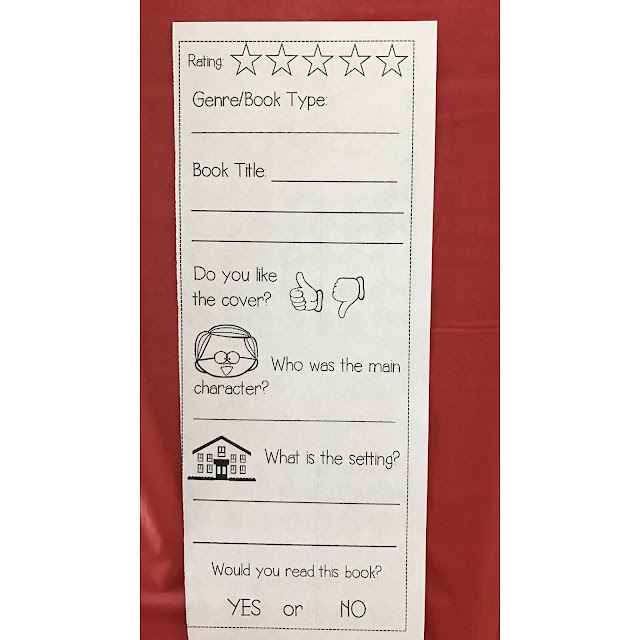 Rating:
Genre/Book Type:
Book Title:
Do you like
the cover?
Who was the main
character?
What is the setting?
Would you read this book?
YES or NO